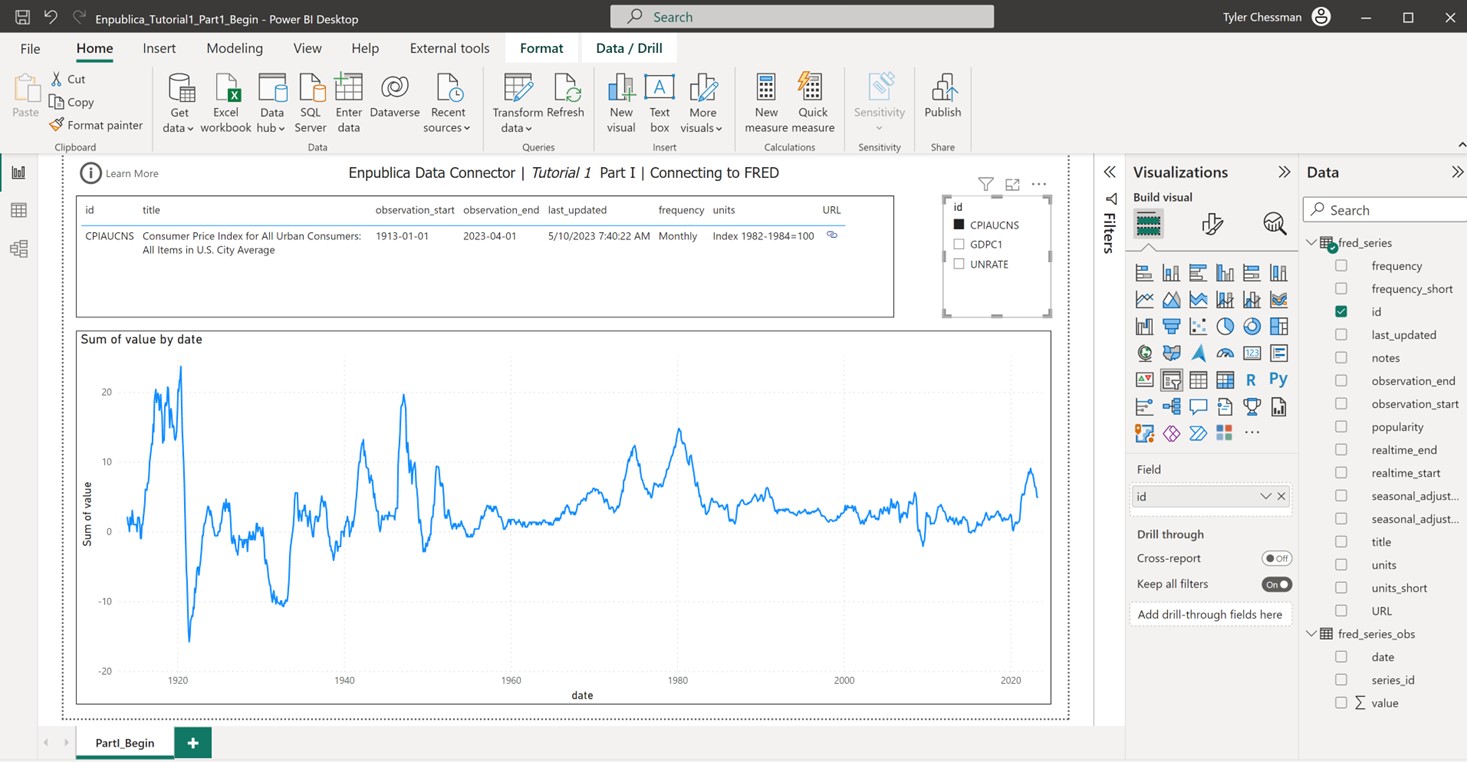 Enpublica_Tutorial1_Part1_Begin - Power BI Desktop
Search
Tyler Chessman
File Home Insert Modeling View Help External tools Format Data / Drill
Paste
Cut
Copy
Format painter
Clipboard
Get data
Excel workbook
Data hub
SQL Server
Enter data
Dataverse
Recent sources
Data
Transform data
Refresh
Queries
New visual
Text box
More visuals
Insert
New measure
Quick measure
Calculations
Sensitivity
Sensitivity
Publish
Share
Learn More
Enpublica Data Connector | Tutorial 1 Part I | Connecting to FRED
id title observation_start observation_end last_updated frequency units URL
CPIAUCNS Consumer Price Index for All Urban Consumers: 1913-01-01 2023-04-01 5/10/2023 7:40:22 AM Monthly Index 1982-1984=100
All Items in U.S. City Average
id
CPIAUCNS
GDPC1
UNRATE
Sum of value by date
Sum of value
20
10
0
-10
-20
1920 1940 1960 1980 2000 2020
date
PartI_Begin
Filters
Visualizations
Build visual
123
R
Py
Field
id
Drill through
Cross-report
Off
Keep all filters
On
Add drill-through fields here
Data
Search
fred_series
frequency
frequency_short
id
last_updated
notes
observation_end
observation_start
popularity
realtime_end
realtime_start
seasonal_adjust...
seasonal_adjust...
title
units
units_short
URL
fred_series_obs
date
series_id
∑ value